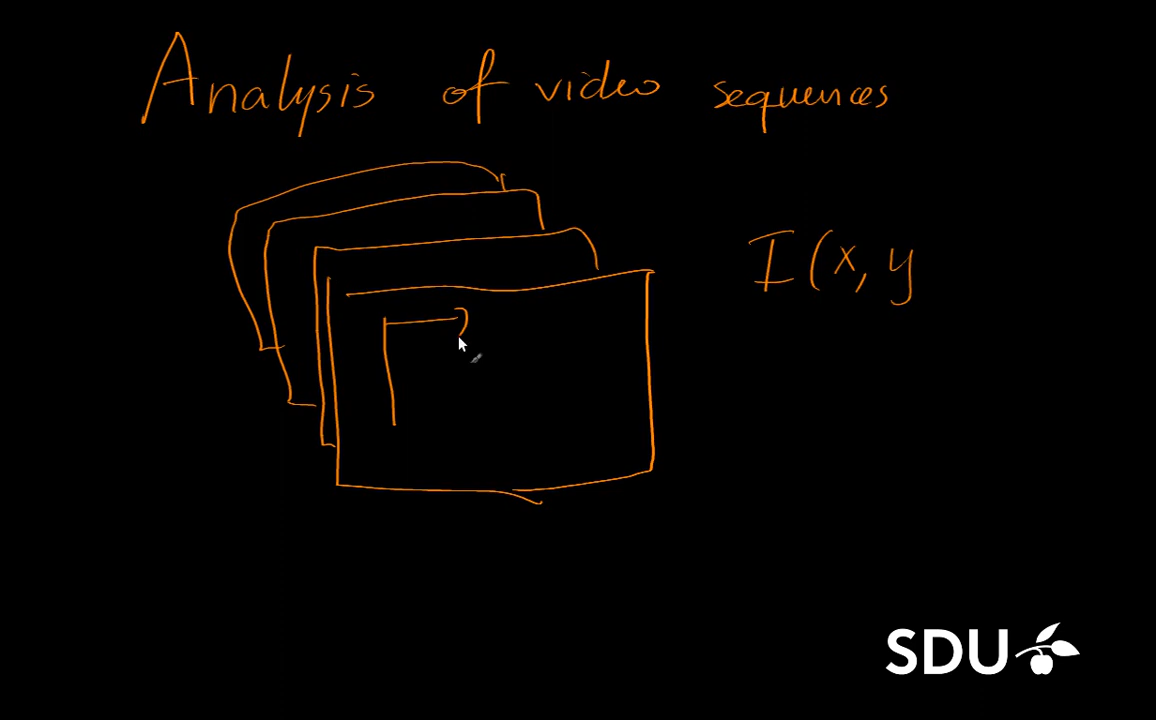 Analysis of video sequences
I(x, y
SDU